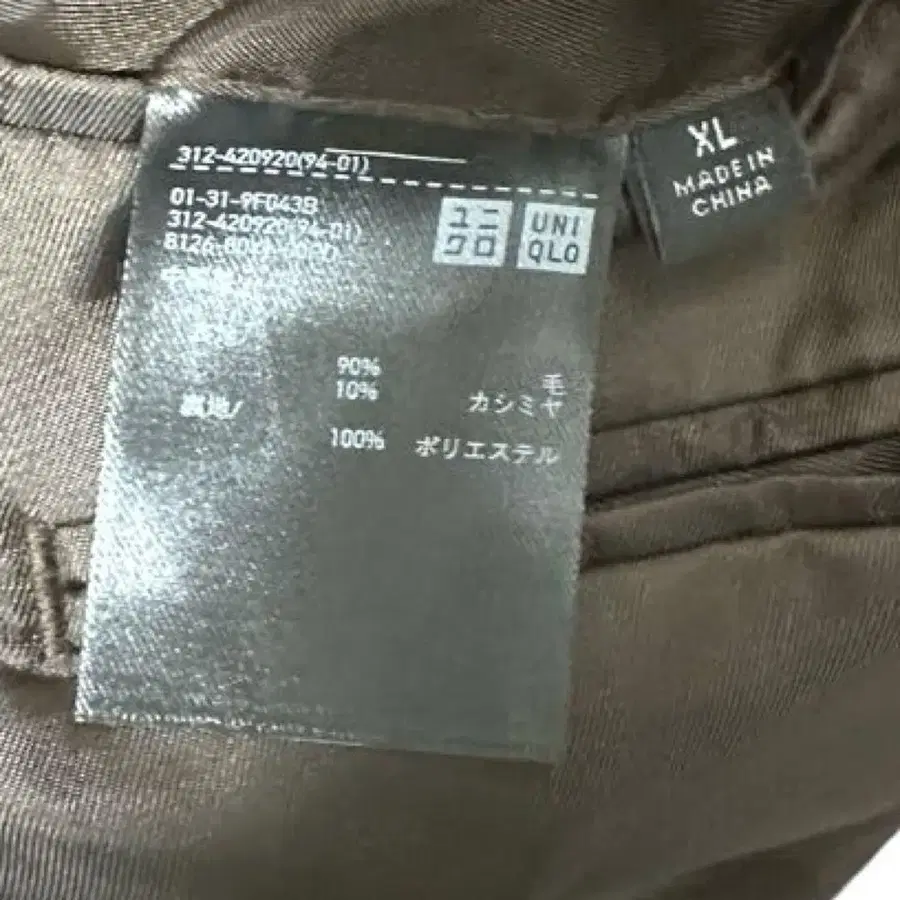 312-420920(94-01)
01-31-9F043B
312-420920(94-01)
ユニ
クロ
UNI
QLO
XL
MADE IN
CHINA
90% 毛
10% カシミヤ
裏地/
100% ポリエステル